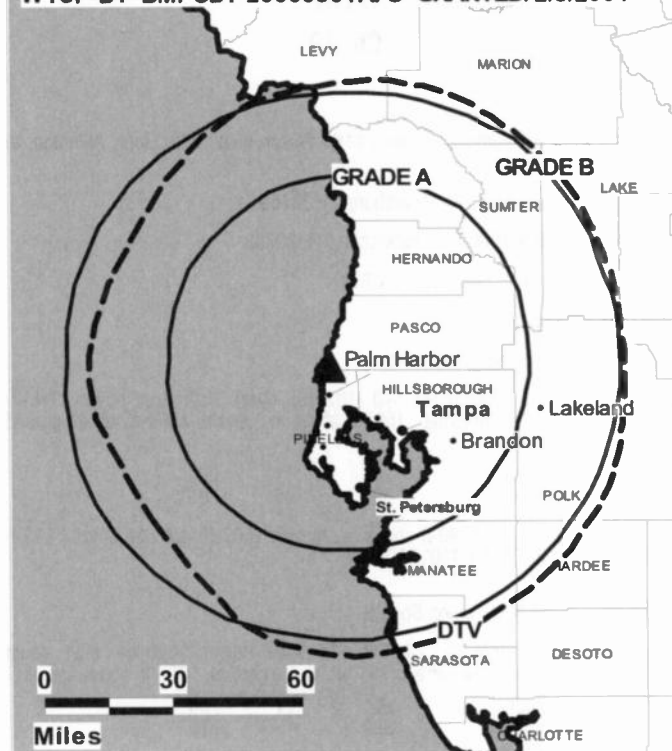 LEVY
MARION
GRADE A
GRADE B
LAKE
SUMTER
HERNANDO
PASCO
Palm Harbor
HILLSBOROUGH
Tampa
Lakeland
PINELLAS
Brandon
POLK
St. Petersburg
MANATEE
HARDEE
DTV
SARASOTA
DESOTO
0 30 60
Miles
CHARLOTTE